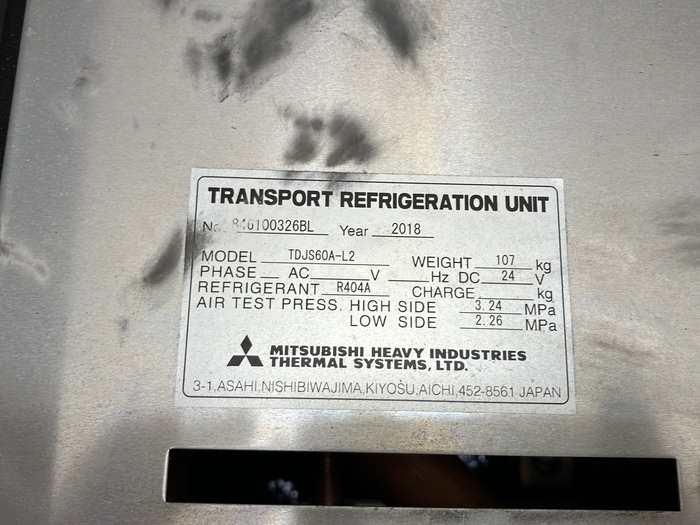 TRANSPORT REFRIGERATION UNIT
No. 846100326BL Year 2018
MODEL TDJS60A-L2 WEIGHT 107 kg
PHASE AC V Hz DC 24 V
REFRIGERANT R404A CHARGE kg
AIR TEST PRESS. HIGH SIDE 3.24 MPa
LOW SIDE 2.26 MPa
MITSUBISHI HEAVY INDUSTRIES
THERMAL SYSTEMS, LTD.
3-1,ASAHI,NISHIBIWAJIMA,KIYOSU,AICHI,452-8561 JAPAN